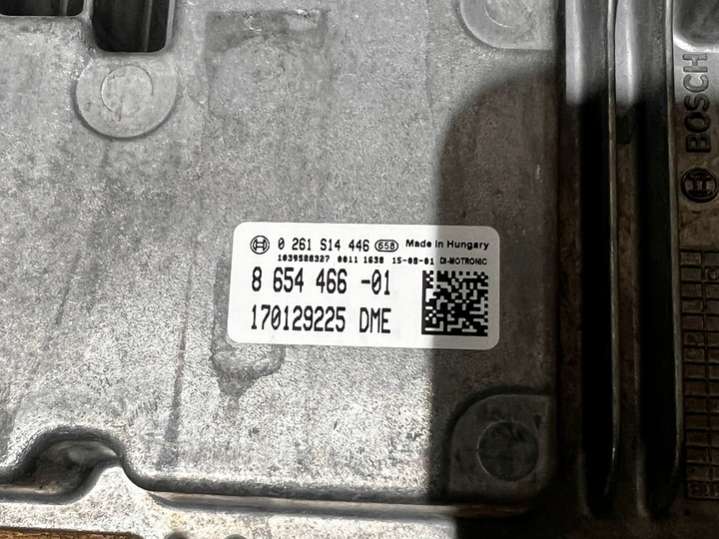 0 261 S14 446 658 Made in Hungary
1039S88327 0011 1638 15-08-01 DI-MOTRONIC
8 654 466 -01
170129225 DME
BOSCH